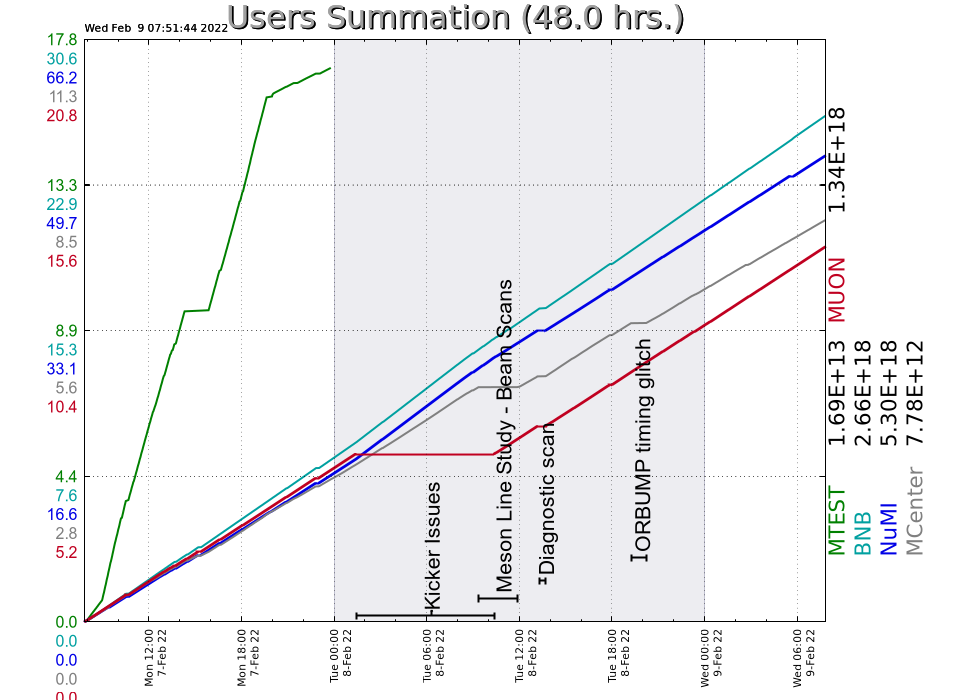 Users Summation (48.0 hrs.)
Wed Feb 9 07:51:44 2022
17.8
30.6
66.2
11.3
20.8
13.3
22.9
49.7
8.5
15.6
8.9
15.3
33.1
5.6
10.4
4.4
7.6
16.6
2.8
5.2
0.0
0.0
0.0
0.0
0.0
Mon 12:00
7-Feb 22
Mon 18:00
7-Feb 22
Tue 00:00
8-Feb 22
Tue 06:00
8-Feb 22
Tue 12:00
8-Feb 22
Tue 18:00
8-Feb 22
Wed 00:00
9-Feb 22
Wed 06:00
9-Feb 22
Kicker Issues
Meson Line Study - Beam Scans
Diagnostic scan
IORBUMP timing glitch
MTEST 1.69E+13 MUON 1.34E+18
BNB 2.66E+18
NuMI 5.30E+18
MCenter 7.78E+12